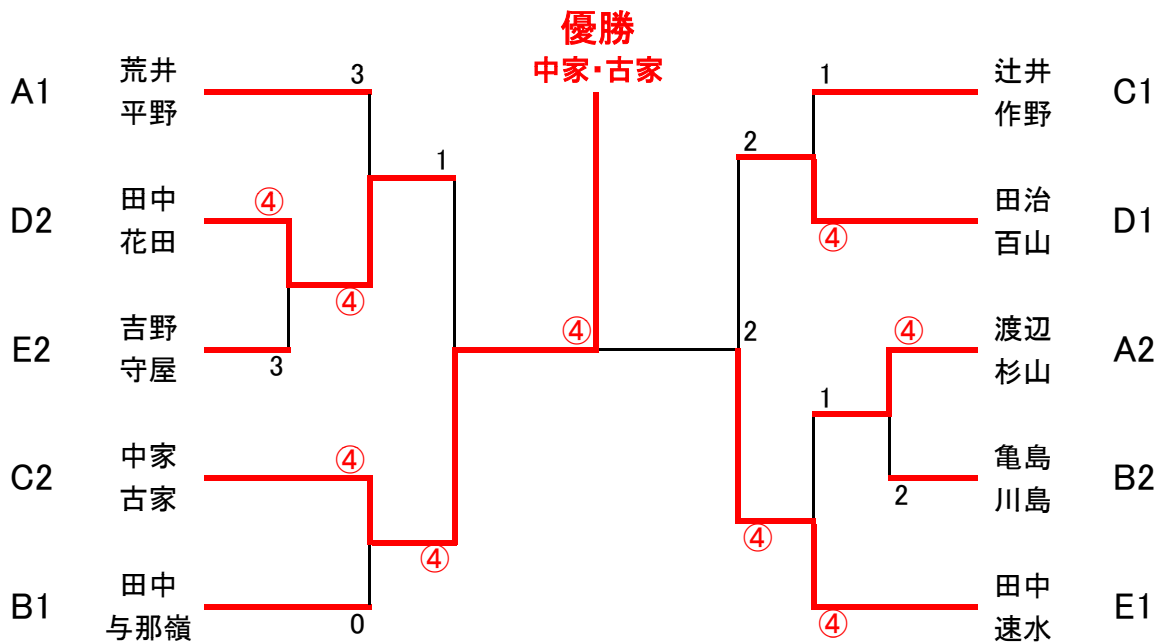 優勝
中家・古家
A1
荒井
平野
3
D2
田中
花田
④
④
E2
吉野
守屋
3
1
C2
中家
古家
④
④
B1
田中
与那嶺
0
④
2
1
辻井
作野
C1
2
田治
百山
D1
④
渡辺
杉山
A2
④
1
亀島
川島
B2
2
④
田中
速水
E1
④